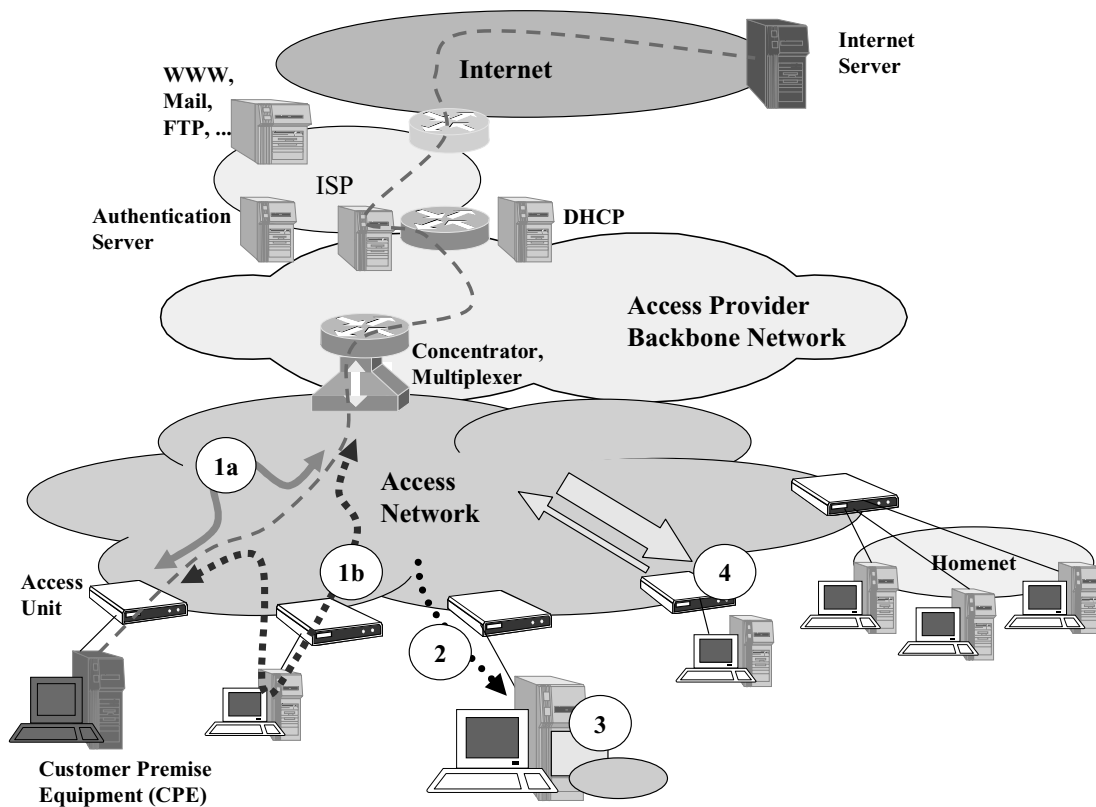 Internet
Server
Internet
WWW,
Mail,
FTP, ...
ISP
Authentication
Server
DHCP
Access Provider
Backbone Network
Concentrator,
Multiplexer
1a
Access
Network
1b
4
Homenet
Access
Unit
2
3
Customer Premise
Equipment (CPE)